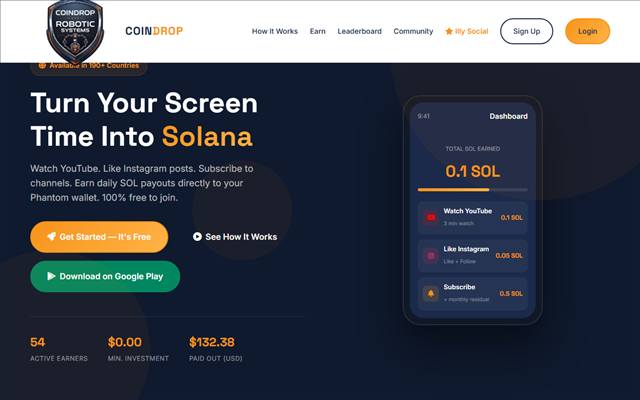 COINDROP
ROBOTIC
SYSTEMS
COINDROP
How It Works
Earn
Leaderboard
Community
Illy Social
Sign Up
Login
Available in 190+ Countries
Turn Your Screen
Time Into Solana
Watch YouTube. Like Instagram posts. Subscribe to
channels. Earn daily SOL payouts directly to your
Phantom wallet. 100% free to join.
Get Started — It's Free
See How It Works
Download on Google Play
54
ACTIVE EARNERS
$0.00
MIN. INVESTMENT
$132.38
PAID OUT (USD)
9:41
Dashboard
TOTAL SOL EARNED
0.1 SOL
Watch YouTube
3 min watch
0.1 SOL
Like Instagram
Like + Follow
0.05 SOL
Subscribe
+ monthly residual
0.5 SOL